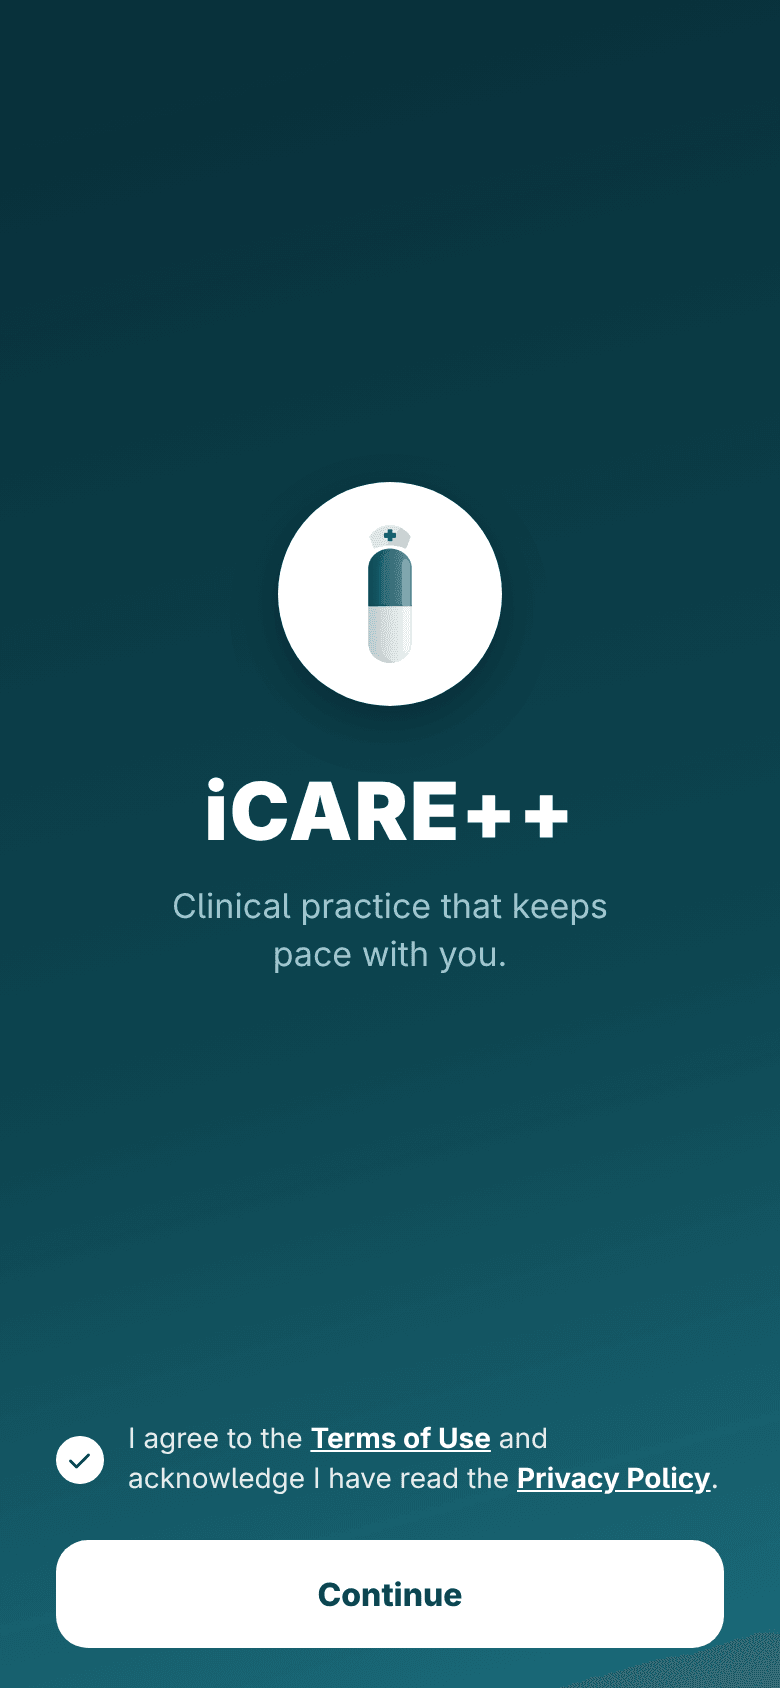 iCARE++
Clinical practice that keeps
pace with you.
I agree to the Terms of Use and
acknowledge I have read the Privacy Policy.
Continue